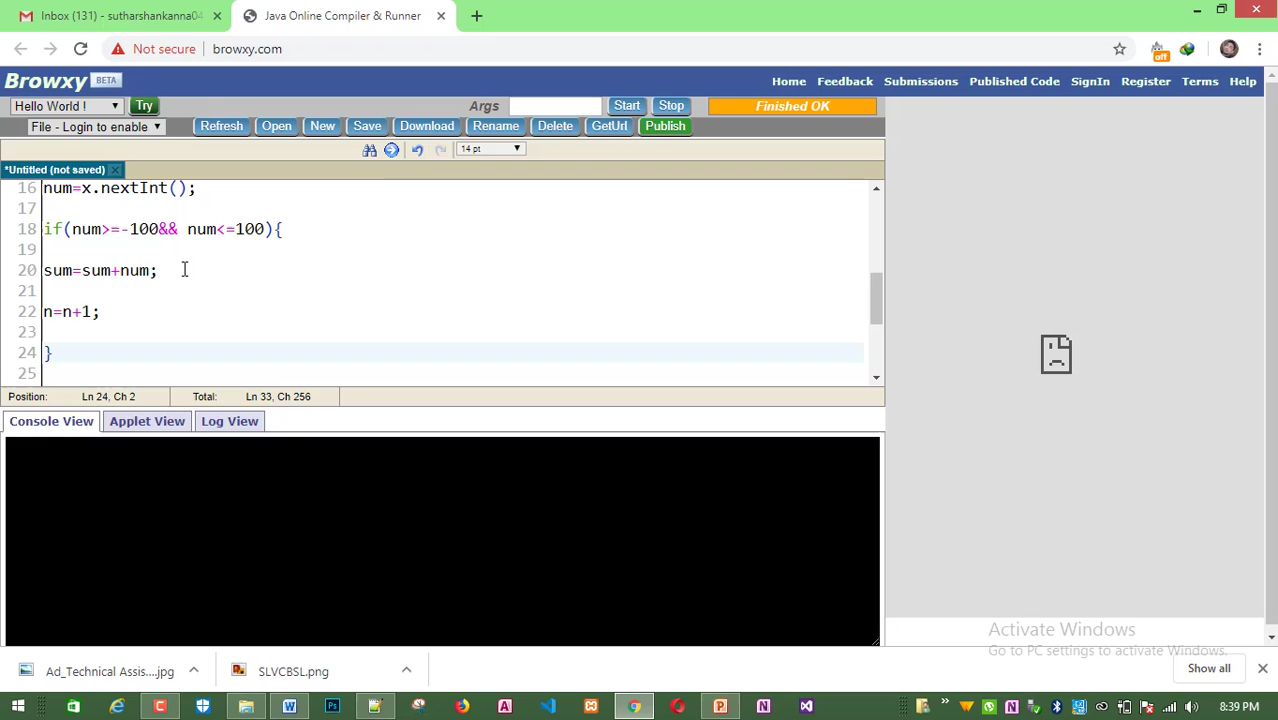 Inbox (131) - sutharshankanna04
Java Online Compiler & Runner
Not secure
browxy.com
off
Browxy BETA
Home Feedback Submissions Published Code SignIn Register Terms Help
Hello World !
Try
Args
Start
Stop
Finished OK
File - Login to enable
Refresh Open New Save Download Rename Delete GetUrl Publish
14 pt
*Untitled (not saved)
16 num=x.nextInt();
17
18 if(num>=-100&& num<=100){
19
20 sum=sum+num;
21
22 n=n+1;
23
24 }
25
Position: Ln 24, Ch 2 Total: Ln 33, Ch 256
Console View Applet View Log View
Activate Windows
Go to PC settings to activate Windows.
Ad_Technical Assis....jpg
SLVCBSL.png
Show all
8:39 PM